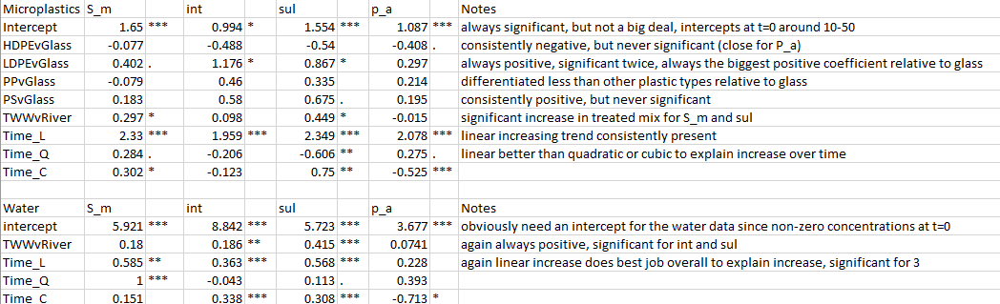 Microplastics S_m int sul p_a Notes
Intercept 1.65 *** 0.994 * 1.554 *** 1.087 *** always significant, but not a big deal, intercepts at t=0 around 10-50
HDPEvGlass -0.077 -0.488 -0.54 -0.408 . consistently negative, but never significant (close for P_a)
LDPEvGlass 0.402 . 1.176 * 0.867 * 0.297 always positive, significant twice, always the biggest positive coefficient relative to glass
PPvGlass -0.079 0.46 0.335 0.214 differentiated less than other plastic types relative to glass
PSvGlass 0.183 0.58 0.675 . 0.195 consistently positive, but never significant
TWWvRiver 0.297 * 0.098 0.449 * -0.015 significant increase in treated mix for S_m and sul
Time_L 2.33 *** 1.959 *** 2.349 *** 2.078 *** linear increasing trend consistently present
Time_Q 0.284 . -0.206 -0.606 ** 0.275 . linear better than quadratic or cubic to explain increase over time
Time_C 0.302 * -0.123 0.75 ** -0.525 ***
Water S_m int sul p_a Notes
intercept 5.921 *** 8.842 *** 5.723 *** 3.677 *** obviously need an intercept for the water data since non-zero concentrations at t=0
TWWvRiver 0.18 0.186 ** 0.415 *** 0.0741 again always positive, significant for int and sul
Time_L 0.585 ** 0.363 *** 0.568 *** 0.228 again linear increase does best job overall to explain increase, significant for 3
Time_Q 1 *** -0.043 0.113 . 0.393
Time_C 0.151 0.338 *** 0.308 *** -0.713 *